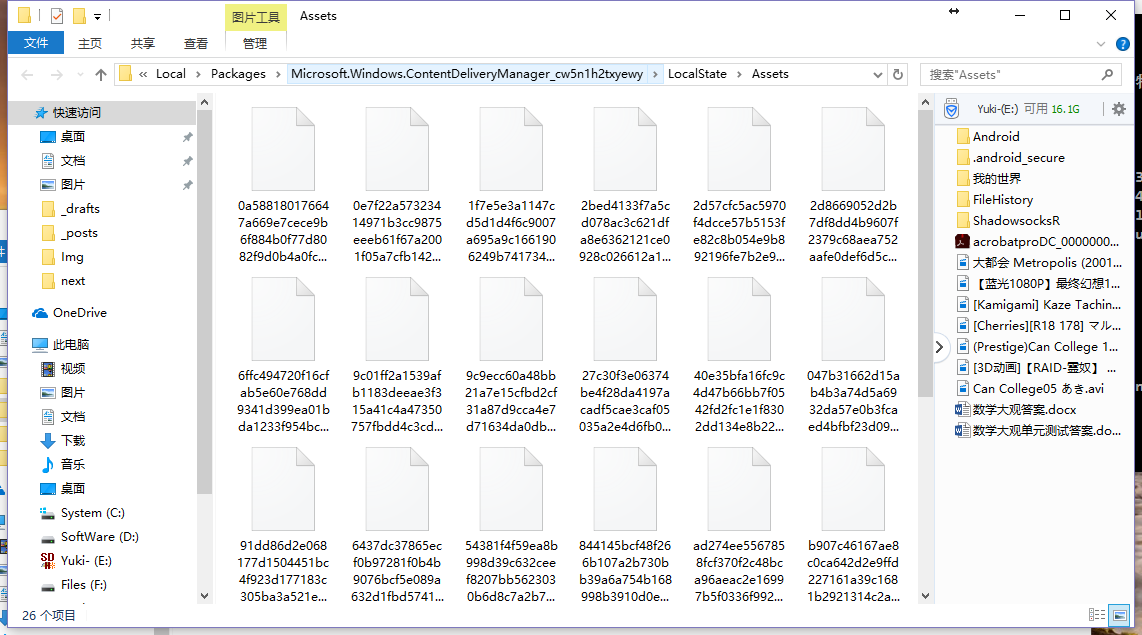 图片工具
Assets
文件
主页
共享
查看
管理
« Local › Packages › Microsoft.Windows.ContentDeliveryManager_cw5n1h2txyewy › LocalState › Assets
搜索"Assets"
快速访问
桌面
文档
图片
_drafts
_posts
Img
next
OneDrive
此电脑
视频
图片
文档
下载
音乐
桌面
System (C:)
SoftWare (D:)
Yuki- (E:)
Files (F:)
0a58818017664
7a669e7cece9b
6f884b0f77d80
82f9d0b4a0fc...
0e7f22a573234
14971b3cc9875
eeeb61f67a200
1f05a7cfb142...
1f7e5e3a1147c
d5d1d4f6c9007
a695a9c166190
6249b741734...
2bed4133f7a5c
d078ac3c621df
a8e6362121ce0
928c026612a1...
2d57cfc5ac5970
f4dcce57b5153f
e82c8b054e9b8
92196fe7b2e9...
2d8669052d2b
7df8dd4b9607f
2379c68aea752
aafe0def6d5c...
6ffc494720f16cf
ab5e60e768dd
9341d399ea01b
da1233f954bc...
9c01ff2a1539af
bb1183deeae3f3
15a41c4a47350
757fbdd4c3cd...
9c9ecc60a48bb
21a7e15cfbd2cf
31a87d9cca4e7
d71634da0db...
27c30f3e06374
be4f28da4197a
cadf5cae3caf05
035a2e4d6fb0...
40e35bfa16fc9c
4d47b66bb7f05
42fd2fc1e1f830
2dd134e8b22...
047b31662d15a
b4b3a74d5a69
32da57e0b3fca
ed4bfbf23d09...
91dd86d2e068
177d1504451bc
4f923d177183c
305ba3a521e...
6437dc37865ec
f0b97281f0b4b
9076bcf5e089a
632d1fbd5741...
54381f4f59ea8b
998d39c632cee
f8207bb562303
0b6d8c7a2b7...
844145bcf48f26
6b107a2b730b
b39a6a754b168
998b3910d0e...
ad274ee556785
8fcf370f2c48bc
a96aeac2e1699
7b5f0336f992...
b907c46167ae8
c0ca642d2e9ffd
227161a39c168
1b2921314c2a...
Yuki-(E:) 可用 16.1G
Android
.android_secure
我的世界
FileHistory
ShadowsocksR
acrobatproDC_0000000...
大都会 Metropolis (2001...
【蓝光1080P】最终幻想1...
[Kamigami] Kaze Tachin...
[Cherries][R18 178] マル...
(Prestige)Can College 1...
[3D动画]【RAID-霊奴】 ...
Can College05 あき.avi
数学大观答案.docx
数学大观单元测试答案.do...
26 个项目